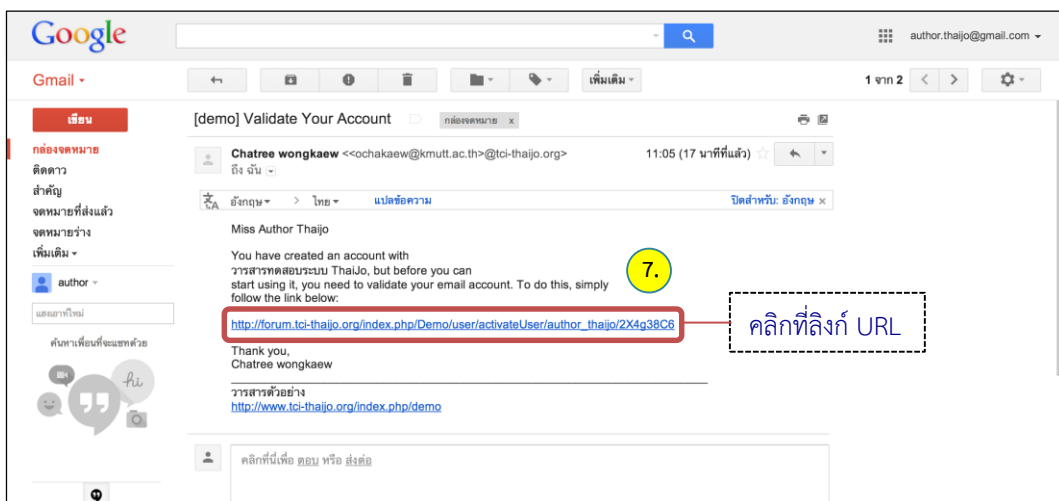 Google
author.thaijo@gmail.com
Gmail
เพิ่มเติม
1 จาก 2
เขียน
[demo] Validate Your Account
กล่องจดหมาย x
กล่องจดหมาย
ติดดาว
สำคัญ
จดหมายที่ส่งแล้ว
จดหมายร่าง
เพิ่มเติม
author
แฮงเอาท์ใหม่
ค้นหาเพื่อนที่จะแชทด้วย
hi
Chatree wongkaew <<ochakaew@kmutt.ac.th>@tci-thaijo.org>
11:05 (17 นาทีที่แล้ว)
ถึง ฉัน
อังกฤษ > ไทย แปลข้อความ
ปิดสำหรับ: อังกฤษ x
Miss Author Thaijo
You have created an account with
วารสารทดสอบระบบ ThaiJo, but before you can
start using it, you need to validate your email account. To do this, simply
follow the link below:
7.
http://forum.tci-thaijo.org/index.php/Demo/user/activateUser/author_thaijo/2X4g38C6
คลิกที่ลิงก์ URL
Thank you,
Chatree wongkaew
วารสารตัวอย่าง
http://www.tci-thaijo.org/index.php/demo
คลิกที่นี่เพื่อ ตอบ หรือ ส่งต่อ